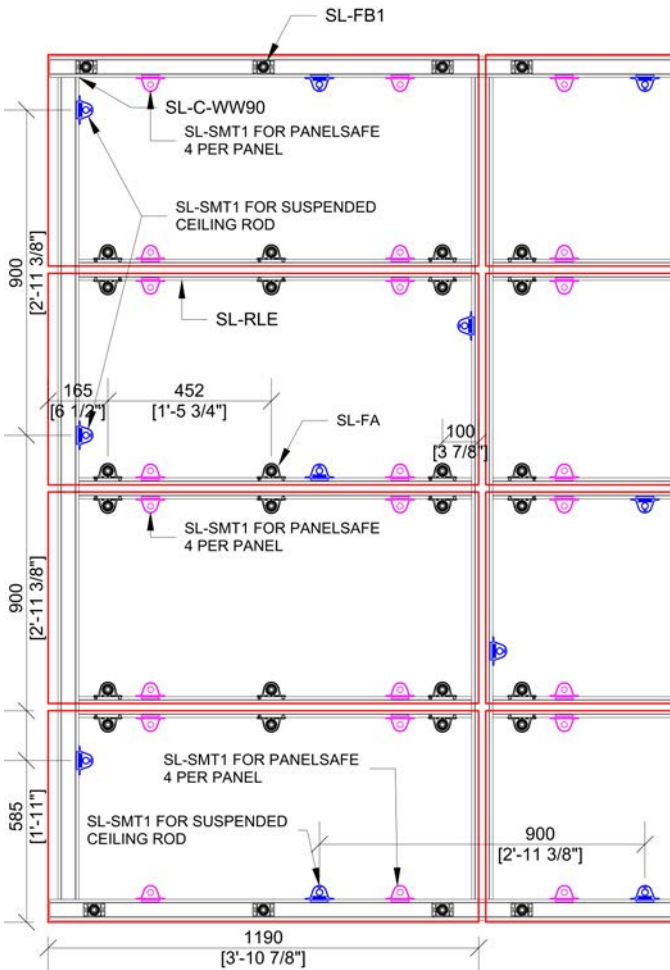 SL-FB1
SL-C-WW90
SL-SMT1 FOR PANELSAFE
4 PER PANEL
SL-SMT1 FOR SUSPENDED
CEILING ROD
900
[2'-11 3/8"]
SL-RLE
165
[6 1/2"]
452
[1'-5 3/4"]
SL-FA
100
[3 7/8"]
SL-SMT1 FOR PANELSAFE
4 PER PANEL
900
[2'-11 3/8"]
SL-SMT1 FOR PANELSAFE
4 PER PANEL
SL-SMT1 FOR SUSPENDED
CEILING ROD
585
[1'-11"]
900
[2'-11 3/8"]
1190
[3'-10 7/8"]